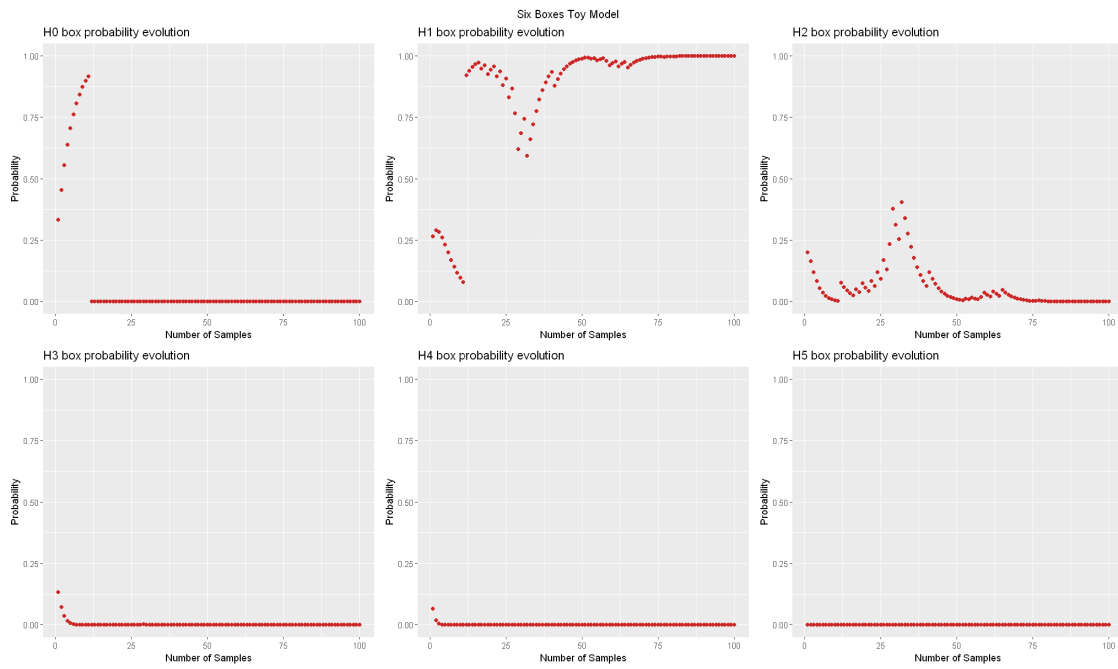 Six Boxes Toy Model
H0 box probability evolution
1.00
0.75
0.50
0.25
0.00
Probability
0 25 50 75 100
Number of Samples
H1 box probability evolution
1.00
0.75
0.50
0.25
0.00
Probability
0 25 50 75 100
Number of Samples
H2 box probability evolution
1.00
0.75
0.50
0.25
0.00
Probability
0 25 50 75 100
Number of Samples
H3 box probability evolution
1.00
0.75
0.50
0.25
0.00
Probability
0 25 50 75 100
Number of Samples
H4 box probability evolution
1.00
0.75
0.50
0.25
0.00
Probability
0 25 50 75 100
Number of Samples
H5 box probability evolution
1.00
0.75
0.50
0.25
0.00
Probability
0 25 50 75 100
Number of Samples